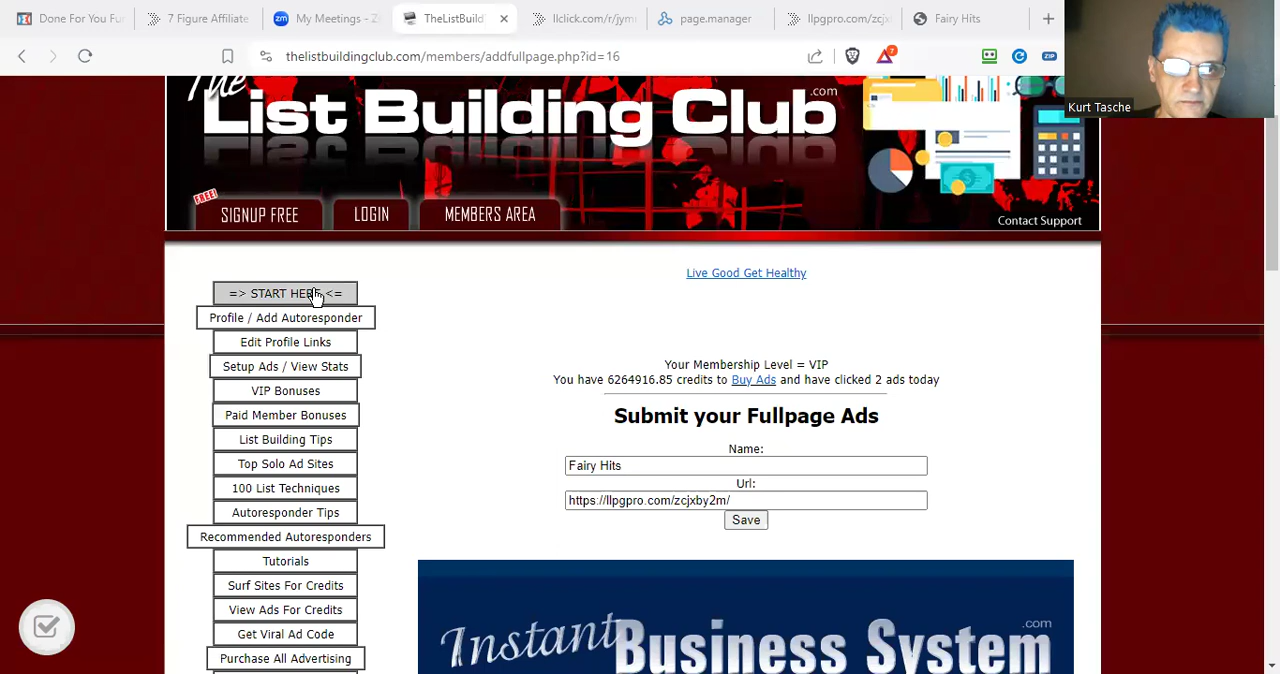 Done For You Fu
7 Figure Affiliate
My Meetings - Z
TheListBuild
llclick.com/r/jym
page.manager
llpgpro.com/zcjx
Fairy Hits
thelistbuildingclub.com/members/addfullpage.php?id=16
7
ZIP
Kurt Tasche
The
List Building Club
.com
FREE!
SIGNUP FREE
LOGIN
MEMBERS AREA
Contact Support
Live Good Get Healthy
=> START HERE <=
Profile / Add Autoresponder
Edit Profile Links
Setup Ads / View Stats
VIP Bonuses
Paid Member Bonuses
List Building Tips
Top Solo Ad Sites
100 List Techniques
Autoresponder Tips
Recommended Autoresponders
Tutorials
Surf Sites For Credits
View Ads For Credits
Get Viral Ad Code
Purchase All Advertising
Your Membership Level = VIP
You have 6264916.85 credits to Buy Ads and have clicked 2 ads today
Submit your Fullpage Ads
Name:
Fairy Hits
Url:
https://llpgpro.com/zcjxby2m/
Save
Instant Business System
.com